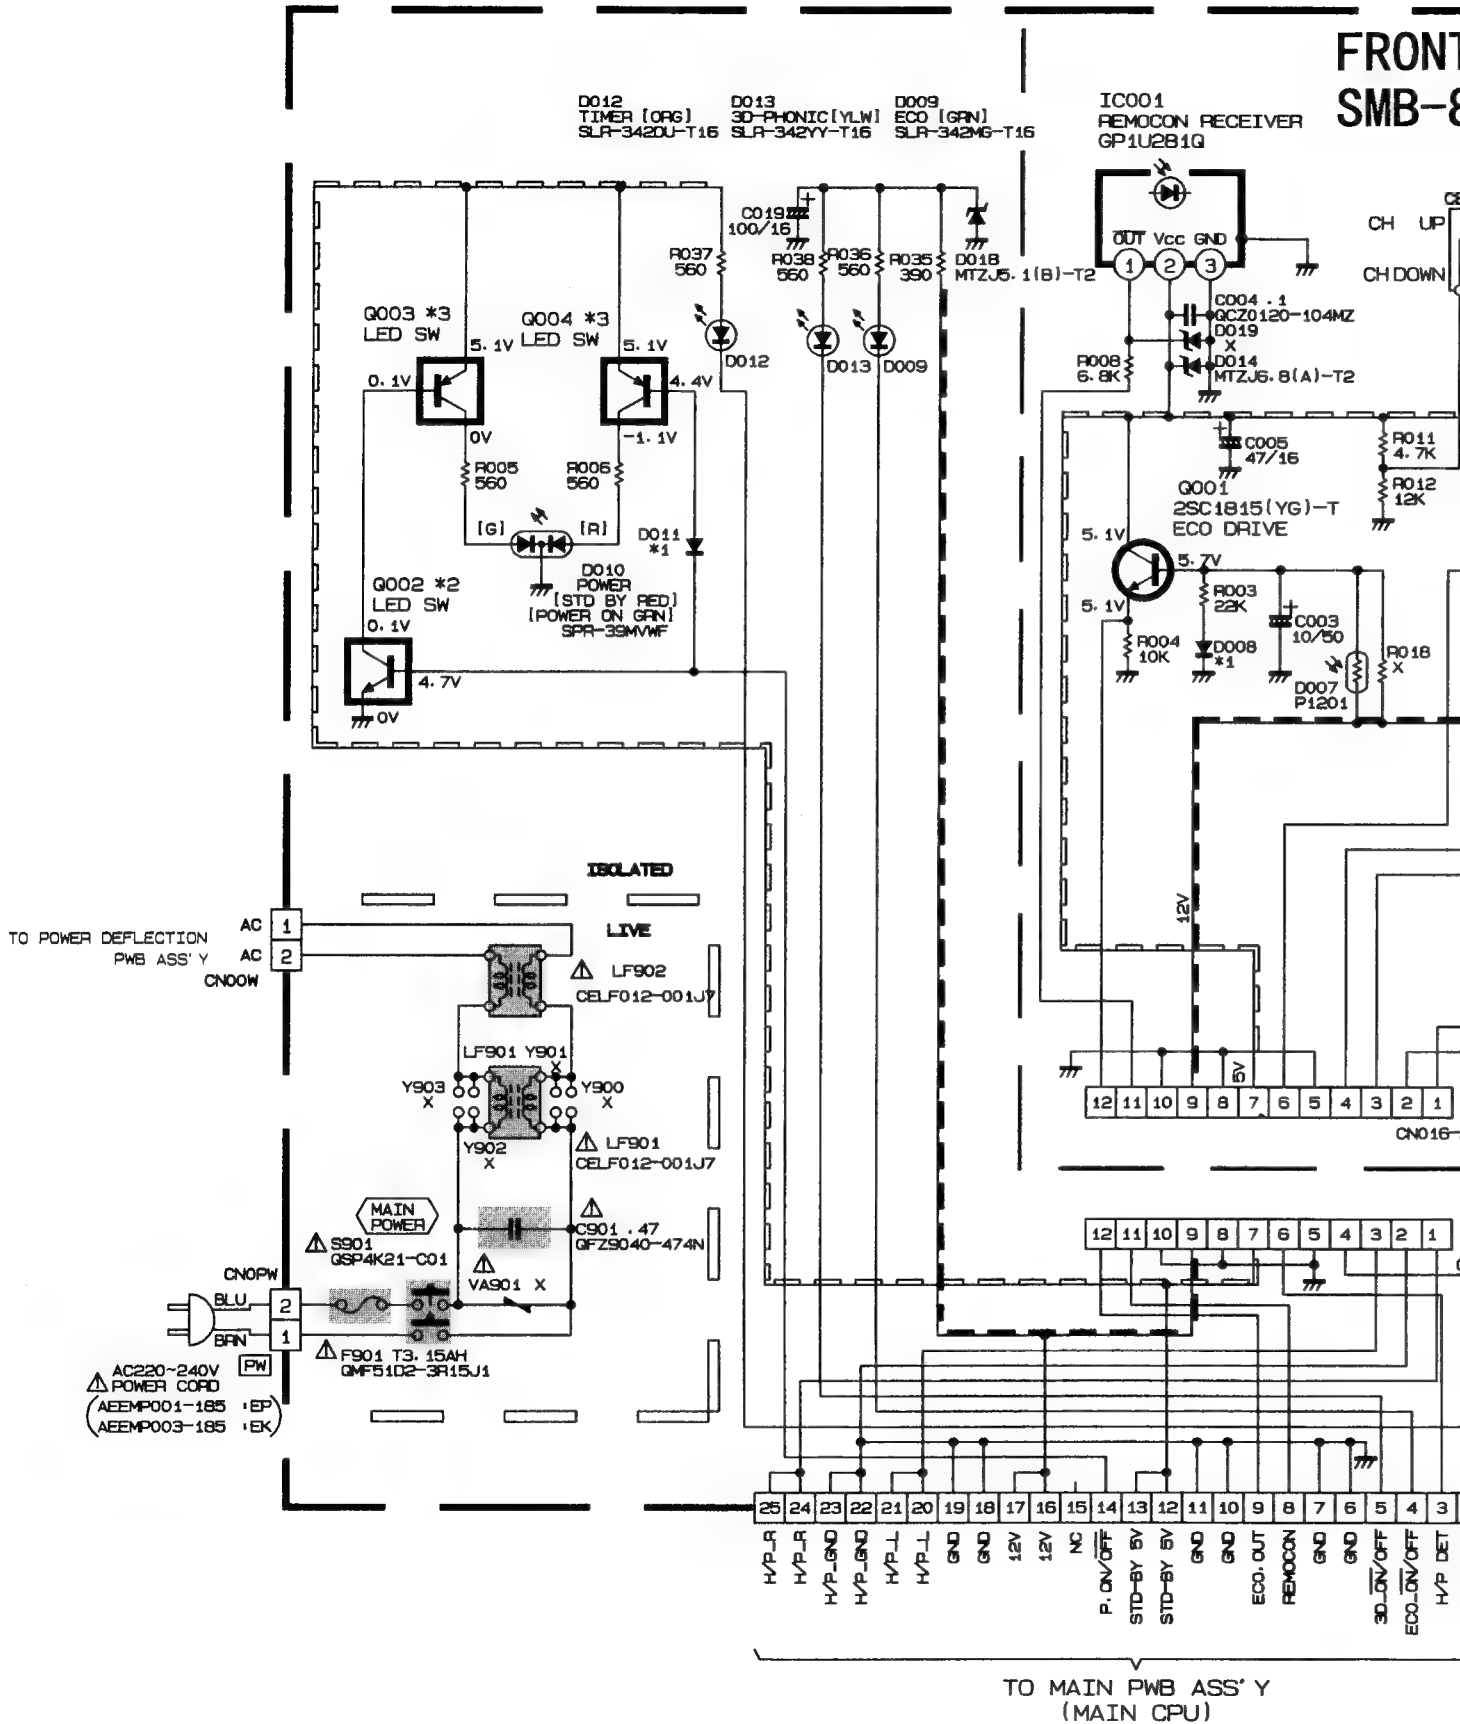 FRONT
SMB-8
D012
TIMER [ORG]
SLR-342DU-T16
D013
3D-PHONIC[YLW]
SLR-342YY-T16
D009
ECO [GRN]
SLR-342MG-T16
IC001
REMOCON RECEIVER
GP1U281Q
OUT Vcc GND
1 2 3
CH UP
CH DOWN
C019
100/16
R037
560
R038
560
R036
560
R035
390
D018
MTZJ5.1(B)-T2
C004 .1
QCZ0120-104MZ
D019
X
D014
MTZJ6.8(A)-T2
R008
6.8K
Q003 *3
LED SW
Q004 *3
LED SW
5.1V
5.1V
0.1V
4.4V
0V
-1.1V
D012
D013
D009
R005
560
R006
560
[G]
[R]
D011
*1
D010
POWER
[STD BY RED]
[POWER ON GRN]
SPR-39MVWF
Q002 *2
LED SW
0.1V
4.7V
0V
C005
47/16
R011
4.7K
R012
12K
Q001
2SC1815(YG)-T
ECO DRIVE
5.1V
5.7V
5.1V
R003
22K
R004
10K
D008
*1
C003
10/50
D007
P1201
R018
X
12V
5V
ISOLATED
LIVE
TO POWER DEFLECTION
PWB ASS'Y
AC 1
AC 2
CN00W
LF902
CELF012-001J7
LF901 Y901
X
Y903
X
Y900
X
Y902
X
LF901
CELF012-001J7
MAIN
POWER
S901
QSP4K21-C01
C901 .47
QFZ9040-474N
VA901 X
CN0PW
BLU 2
BRN 1
PW
F901 T3.15AH
QMF51D2-3R15J1
AC220~240V
POWER CORD
(AEEMP001-185 :EP)
(AEEMP003-185 :EK)
12 11 10 9 8 7 6 5 4 3 2 1
CN016-
12 11 10 9 8 7 6 5 4 3 2 1
25 24 23 22 21 20 19 18 17 16 15 14 13 12 11 10 9 8 7 6 5 4 3
H/P_R
H/P_R
H/P_GND
H/P_GND
H/P_L
H/P_L
GND
GND
12V
12V
NC
P.ON/OFF
STD-BY 5V
STD-BY 5V
GND
GND
ECO.OUT
REMOCON
GND
GND
3D_ON/OFF
ECO_ON/OFF
H/P DET
TO MAIN PWB ASS'Y
(MAIN CPU)